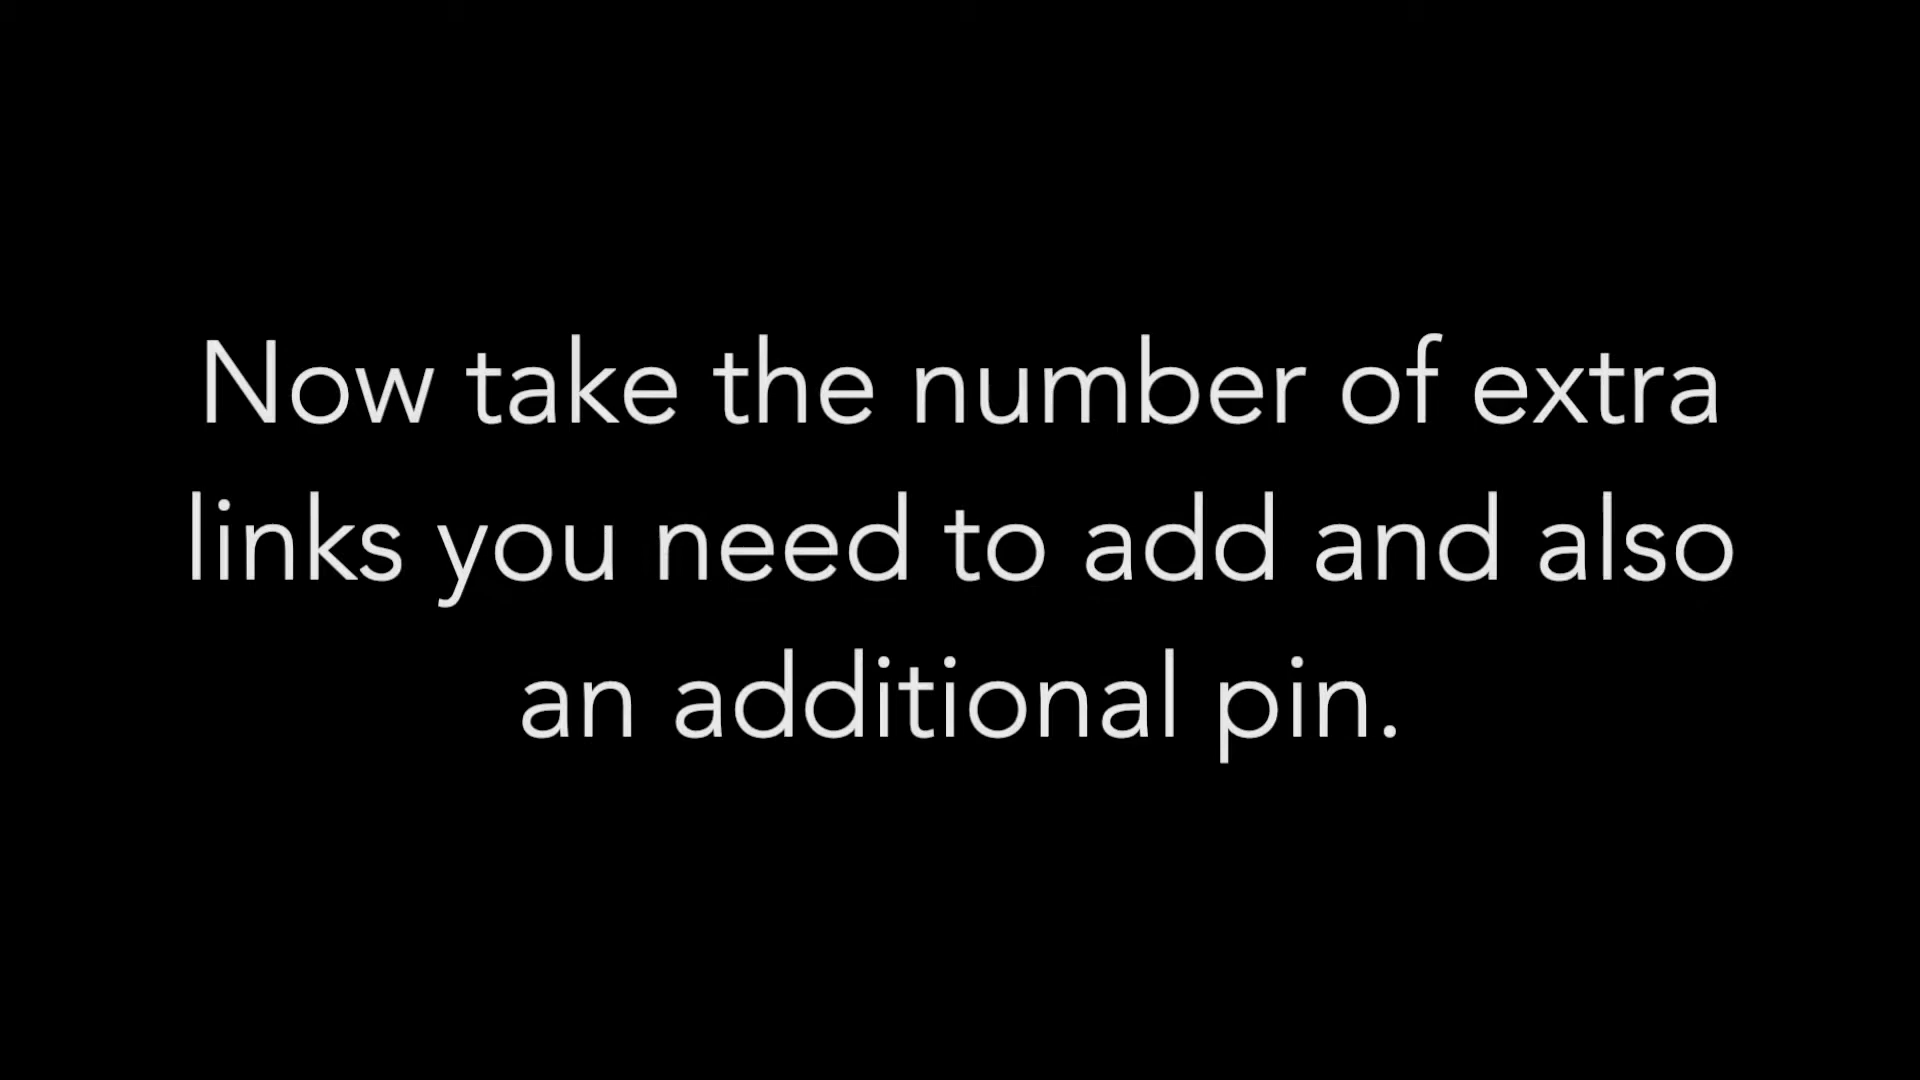 Now take the number of extra
links you need to add and also
an additional pin.